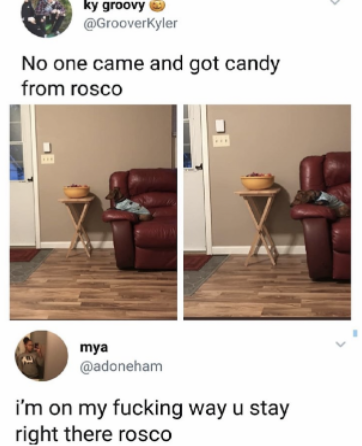 ky groovy 🎃
@GrooverKyler
No one came and got candy
from rosco
mya
@adoneham
i'm on my fucking way u stay
right there rosco